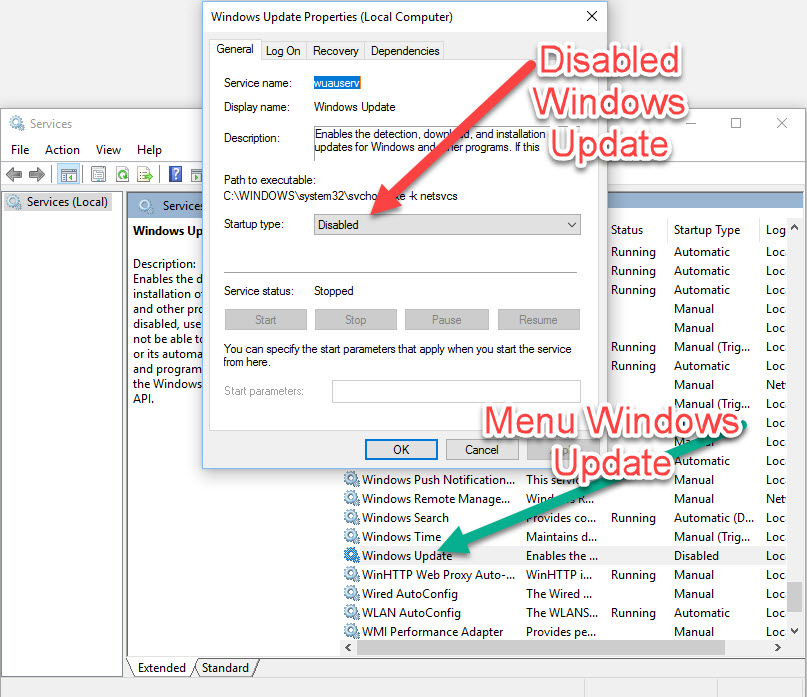 Windows Update Properties (Local Computer)
General Log On Recovery Dependencies
Service name: wuauserv
Display name: Windows Update
Description: Enables the detection, download, and installation
updates for Windows and other programs. If this
Path to executable:
C:\WINDOWS\system32\svcho ke -k netsvcs
Startup type: Disabled
Service status: Stopped
Start Stop Pause Resume
You can specify the start parameters that apply when you start the service
from here.
Start parameters:
OK Cancel
Disabled
Windows
Update
Services
File Action View Help
Services (Local)
Services
Windows Up
Description:
Enables the d
installation o
and other pro
disabled, use
not be able to
or its automa
and program
the Windows
API.
Status Startup Type Log
Running Automatic Loc
Running Automatic Loc
Running Automatic Loc
Manual Loc
Manual Loc
Running Manual (Trig... Loc
Running Automatic Loc
Manual Net
Manual (Trig... Loc
Loc
Manual Loc
Automatic Loc
Menu Windows
Update
Windows Push Notification... This servi Manual Loc
Windows Remote Manage... Windows R... Manual Net
Windows Search Provides co... Running Automatic (D... Loc
Windows Time Maintains d... Manual (Trig... Loc
Windows Update Enables the ... Disabled Loc
WinHTTP Web Proxy Auto-... WinHTTP i... Running Manual Loc
Wired AutoConfig The Wired ... Manual Loc
WLAN AutoConfig The WLANS... Running Automatic Loc
WMI Performance Adapter Provides pe... Manual Loc
Extended Standard